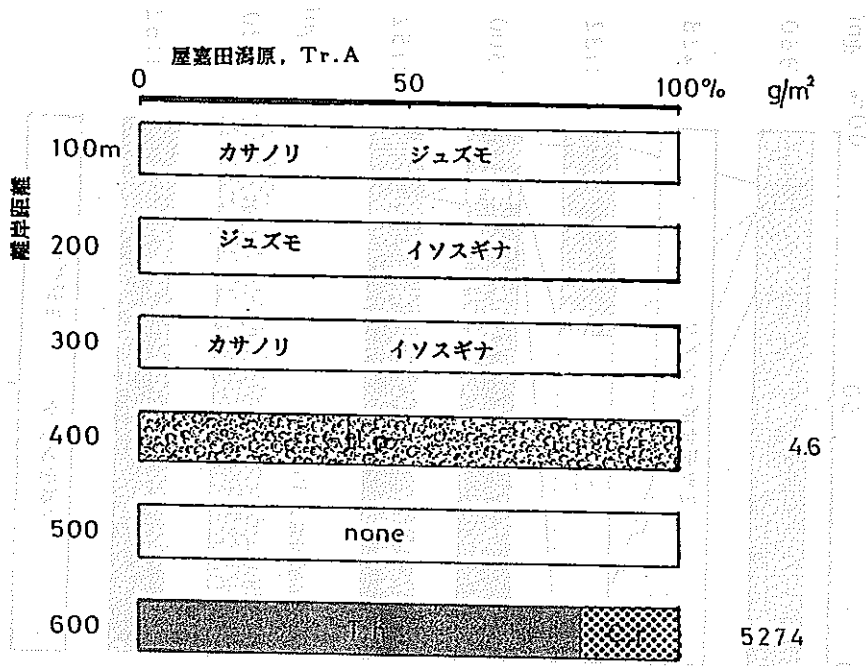 屋嘉田潟原, Tr.A
0 50 100% g/m²
離岸距離
100m カサノリ ジュズモ
200 ジュズモ イソスギナ
300 カサノリ イソスギナ
400 4.6
500 none
600 T.h 5274